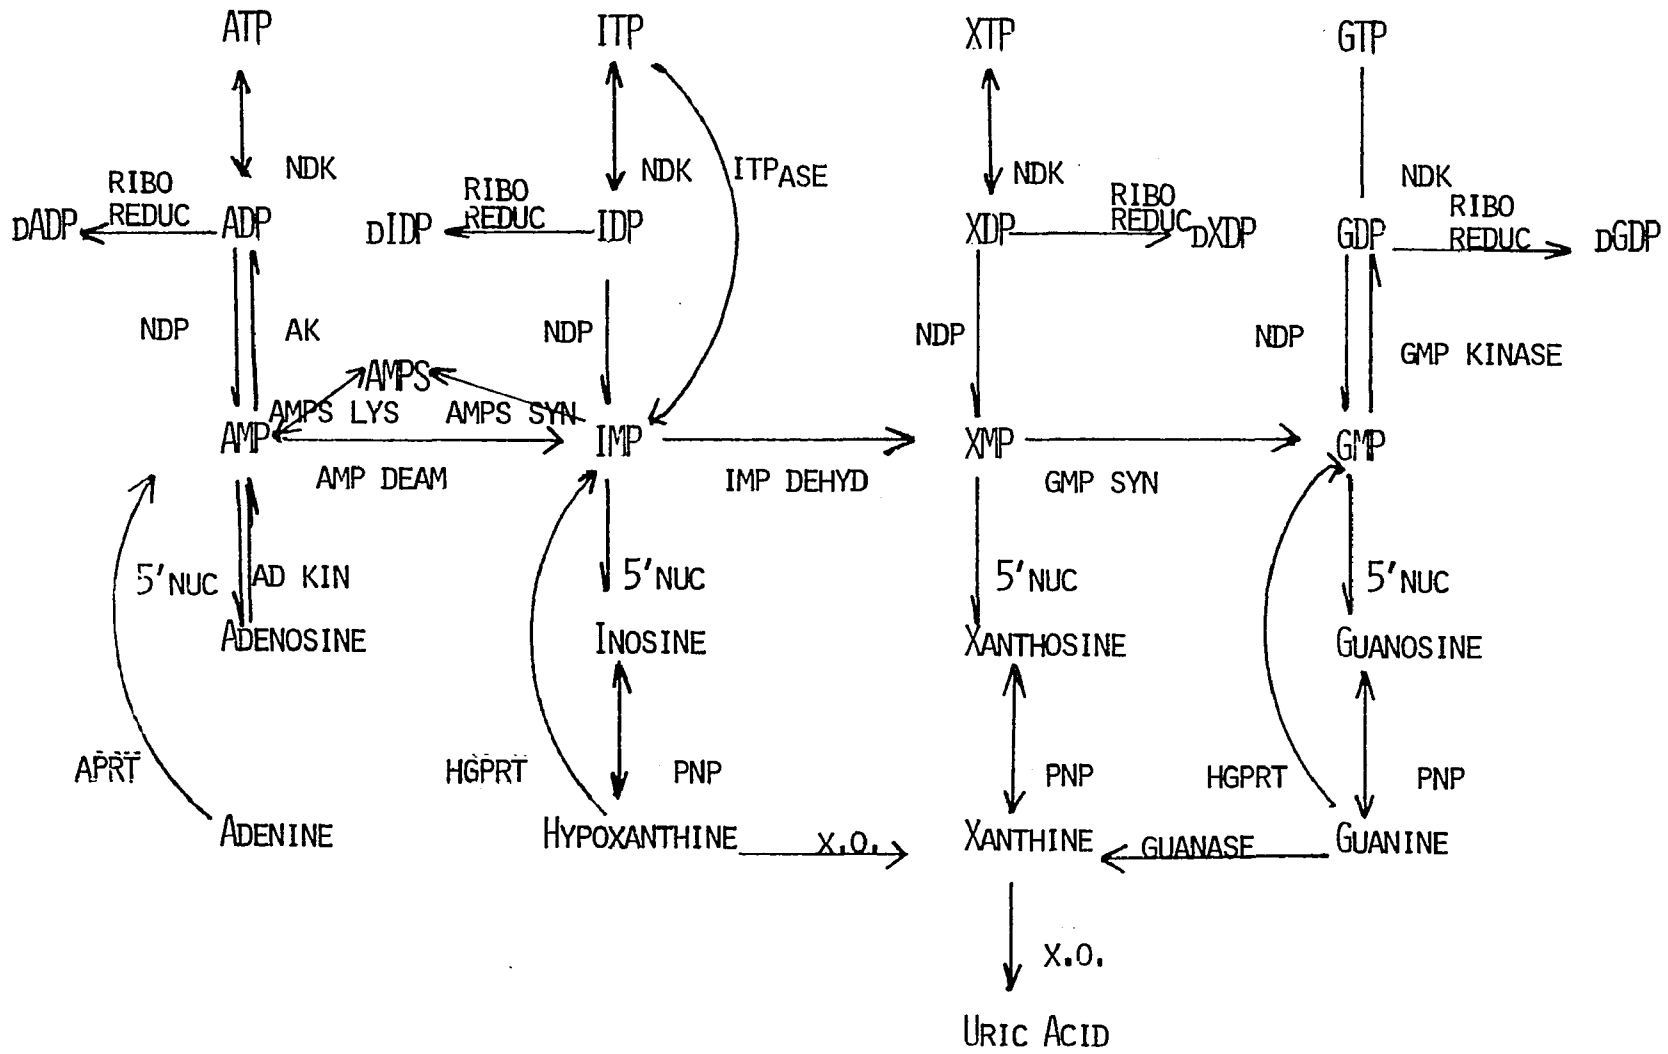 ATP ITP XTP GTP
NDK NDK ITPASE NDK NDK
RIBO RIBO RIBO RIBO
REDUC REDUC REDUC REDUC
DADP ADP DIDP IDP XDP DXDP GDP DGDP
NDP AK NDP NDP NDP GMP KINASE
AMPS
AMPS LYS AMPS SYN
AMP IMP XMP GMP
AMP DEAM IMP DEHYD GMP SYN
5'NUC AD KIN 5'NUC 5'NUC 5'NUC
ADENOSINE INOSINE XANTHOSINE GUANOSINE
APRT HGPRT PNP PNP HGPRT PNP
ADENINE HYPOXANTHINE X.O. XANTHINE GUANASE GUANINE
X.O.
URIC ACID